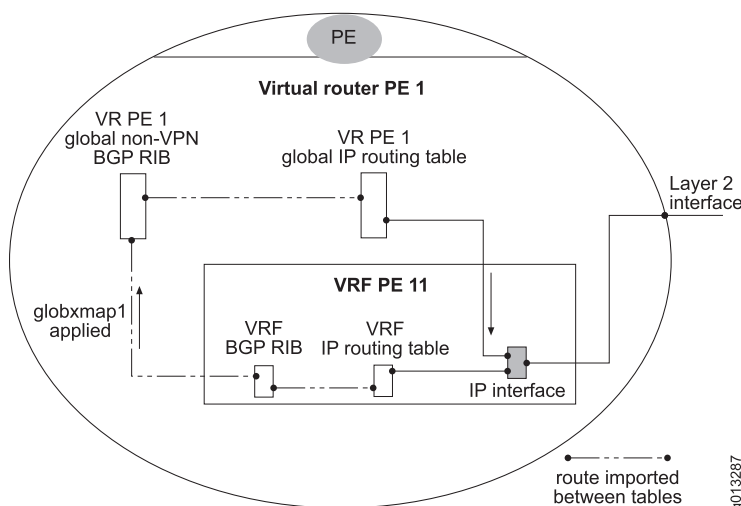 PE
Virtual router PE 1
VR PE 1
global non-VPN
BGP RIB
VR PE 1
global IP routing table
Layer 2
interface
VRF PE 11
globxmap1
applied
VRF
BGP RIB
VRF
IP routing table
IP interface
route imported
between tables
g013287